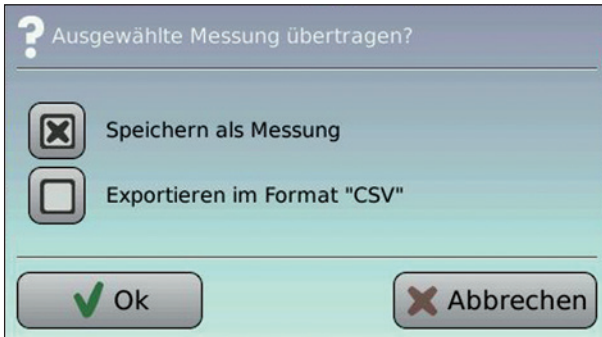 Ausgewählte Messung übertragen?
Speichern als Messung
Exportieren im Format "CSV"
Ok
Abbrechen